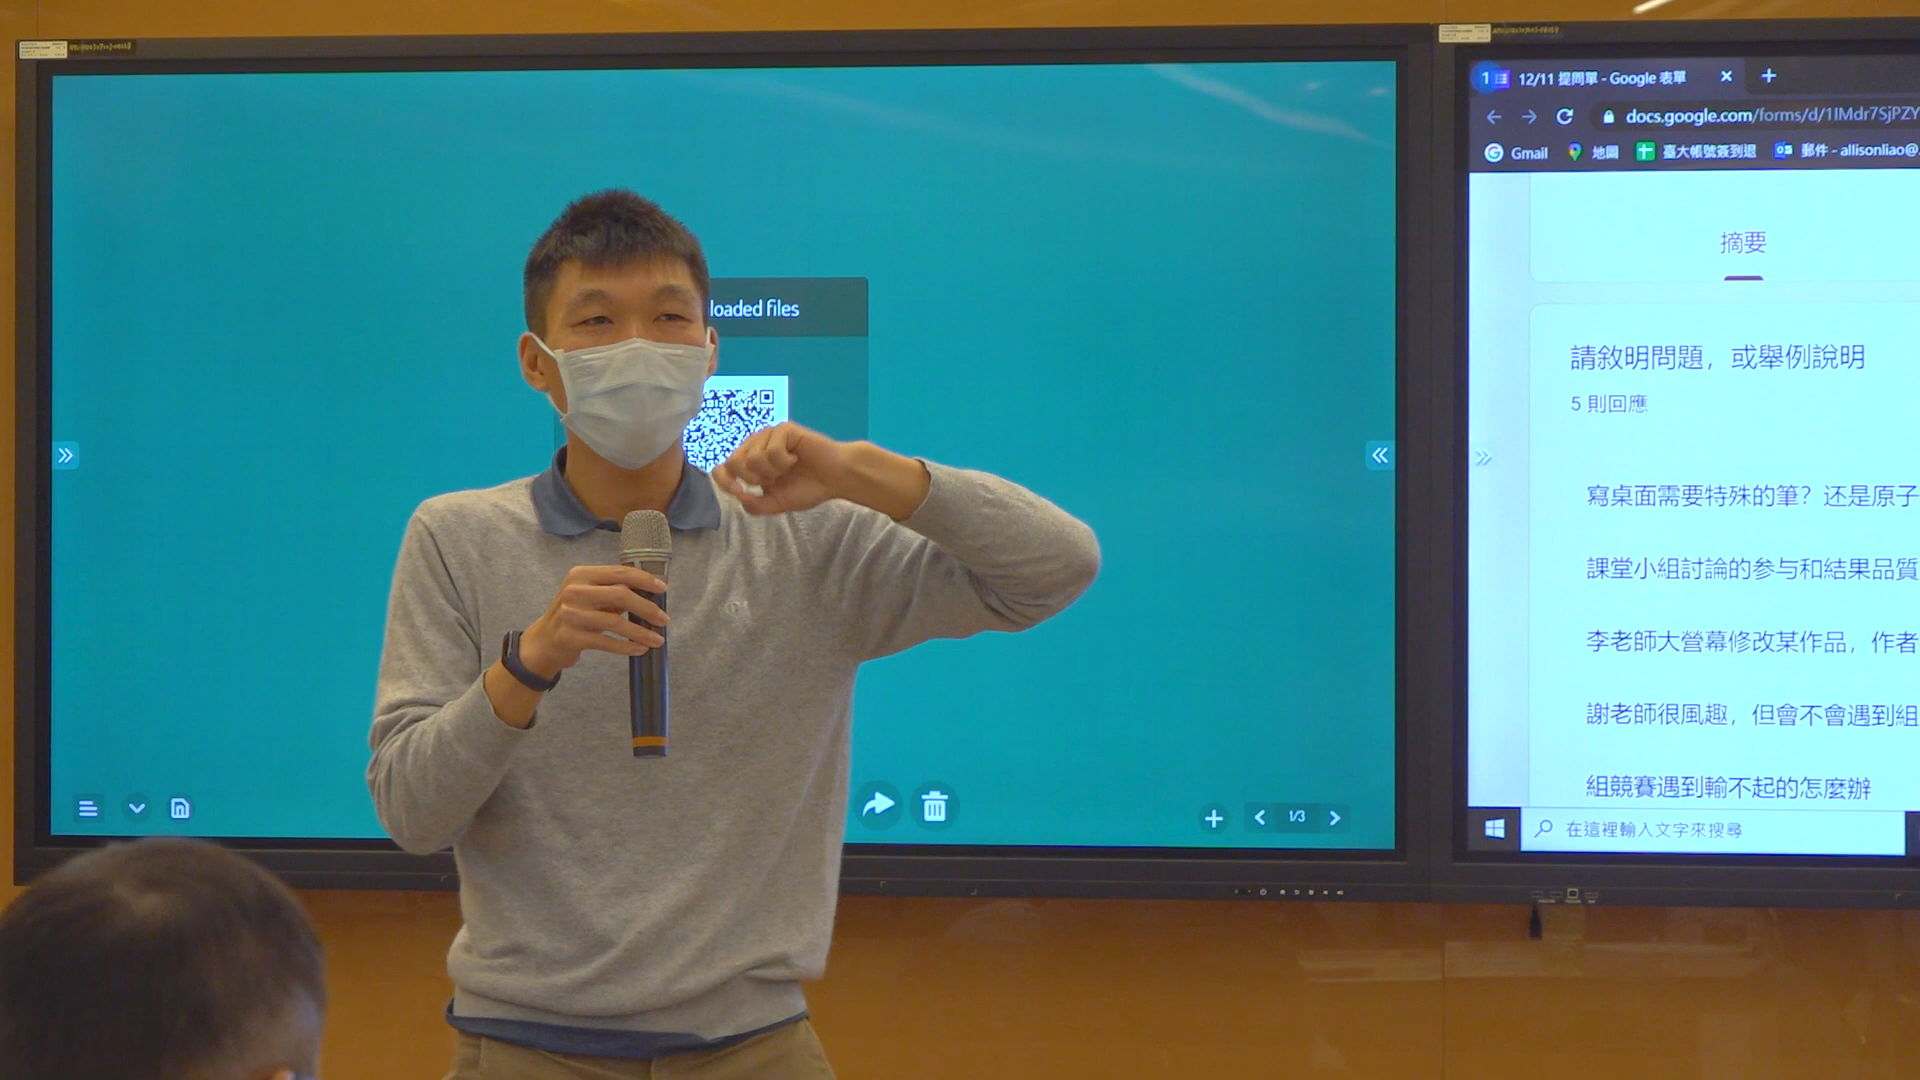 loaded files
1/3
12/11 提問單 - Google 表單
docs.google.com/forms/d/1IMdr7SjPZY
Gmail 地圖 臺大帳號簽到退 郵件 - allisonliao@
摘要
請敘明問題，或舉例說明
5 則回應
寫桌面需要特殊的筆？还是原子
課堂小組討論的参与和結果品質
李老師大營幕修改某作品，作者
謝老師很風趣，但會不會遇到組
組競賽遇到輸不起的怎麼辦
在這裡輸入文字來搜尋